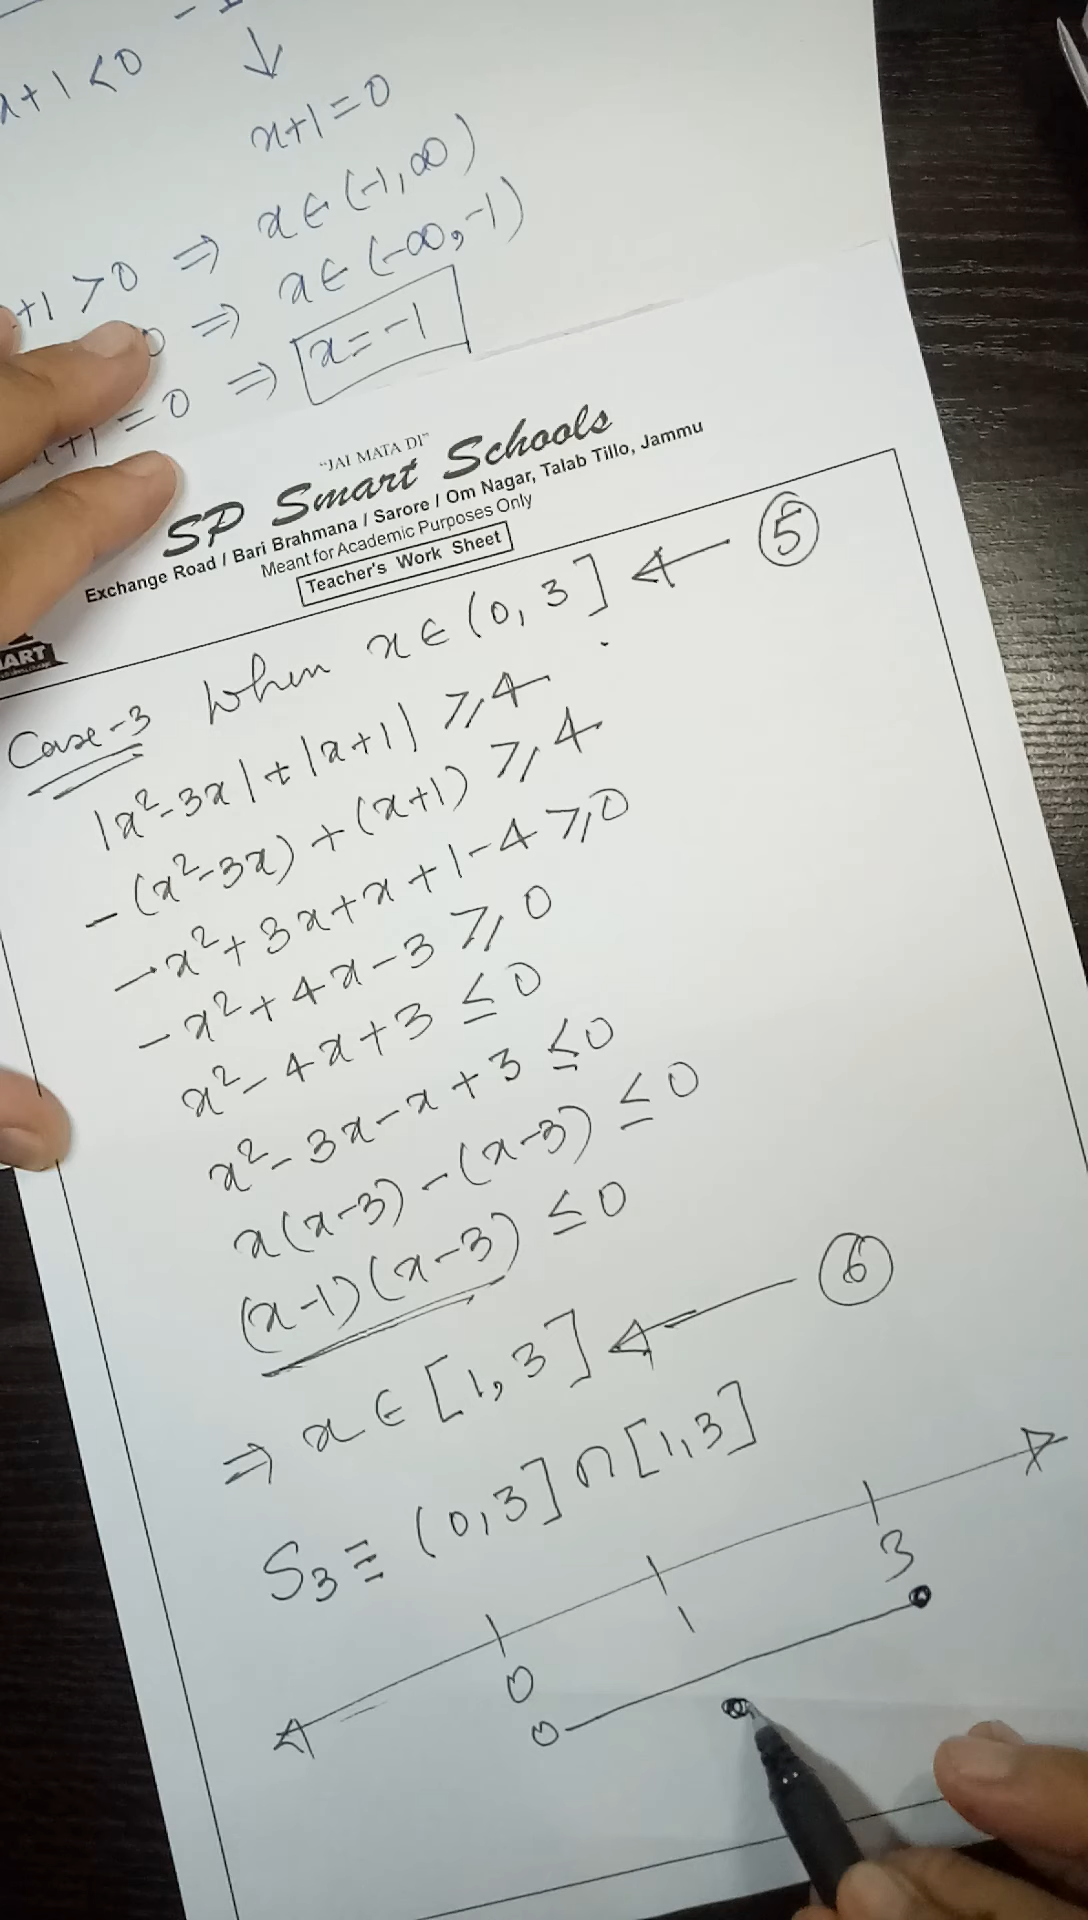 x+1<0
↓
x+1=0
+1>0 ⇒ x∈(-1,∞)
0 ⇒ x∈(-∞,-1)
x+1=0 ⇒ x=-1
"JAI MATA DI"
SP Smart Schools
Exchange Road / Bari Brahmana / Sarore / Om Nagar, Talab Tillo, Jammu
Meant for Academic Purposes Only
Teacher's Work Sheet
ART
Case-3 When x∈(0,3] ← ⑤
|x²-3x|+|x+1| ≥ 4
-(x²-3x)+(x+1) ≥ 4
-x²+3x+x+1-4 ≥ 0
-x²+4x-3 ≥ 0
x²-4x+3 ≤ 0
x²-3x-x+3 ≤ 0
x(x-3)-(x-3) ≤ 0
(x-1)(x-3) ≤ 0
⇒ x∈[1,3] ← ⑥
S₃ ≡ (0,3]∩[1,3]
0 1 3